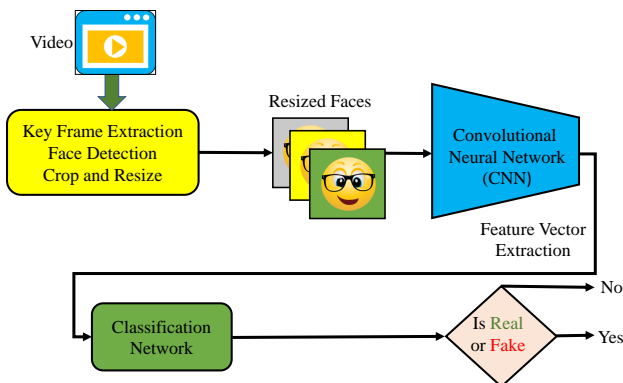 Video
Key Frame Extraction
Face Detection
Crop and Resize
Resized Faces
Convolutional
Neural Network
(CNN)
Feature Vector
Extraction
Classification
Network
Is Real
or Fake
No
Yes